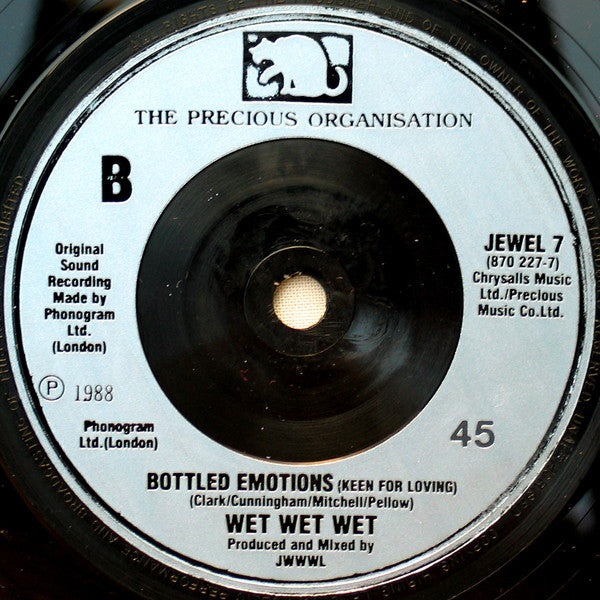 THE PRECIOUS ORGANISATION
B
Original
Sound
Recording
Made by
Phonogram
Ltd.
(London)
℗ 1988
Phonogram
Ltd.(London)
JEWEL 7
(870 227-7)
Chrysalls Music
Ltd./Precious
Music Co.Ltd.
45
BOTTLED EMOTIONS (KEEN FOR LOVING)
(Clark/Cunningham/Mitchell/Pellow)
WET WET WET
Produced and Mixed by
JWWWL